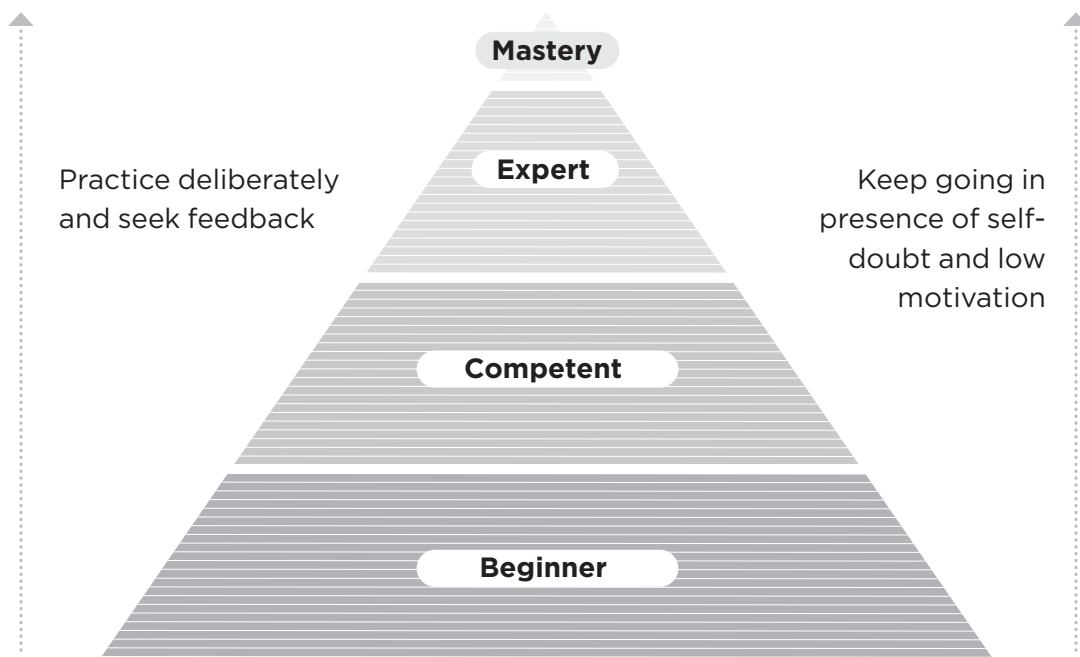 Mastery
Expert
Practice deliberately
and seek feedback
Keep going in
presence of self-
doubt and low
motivation
Competent
Beginner